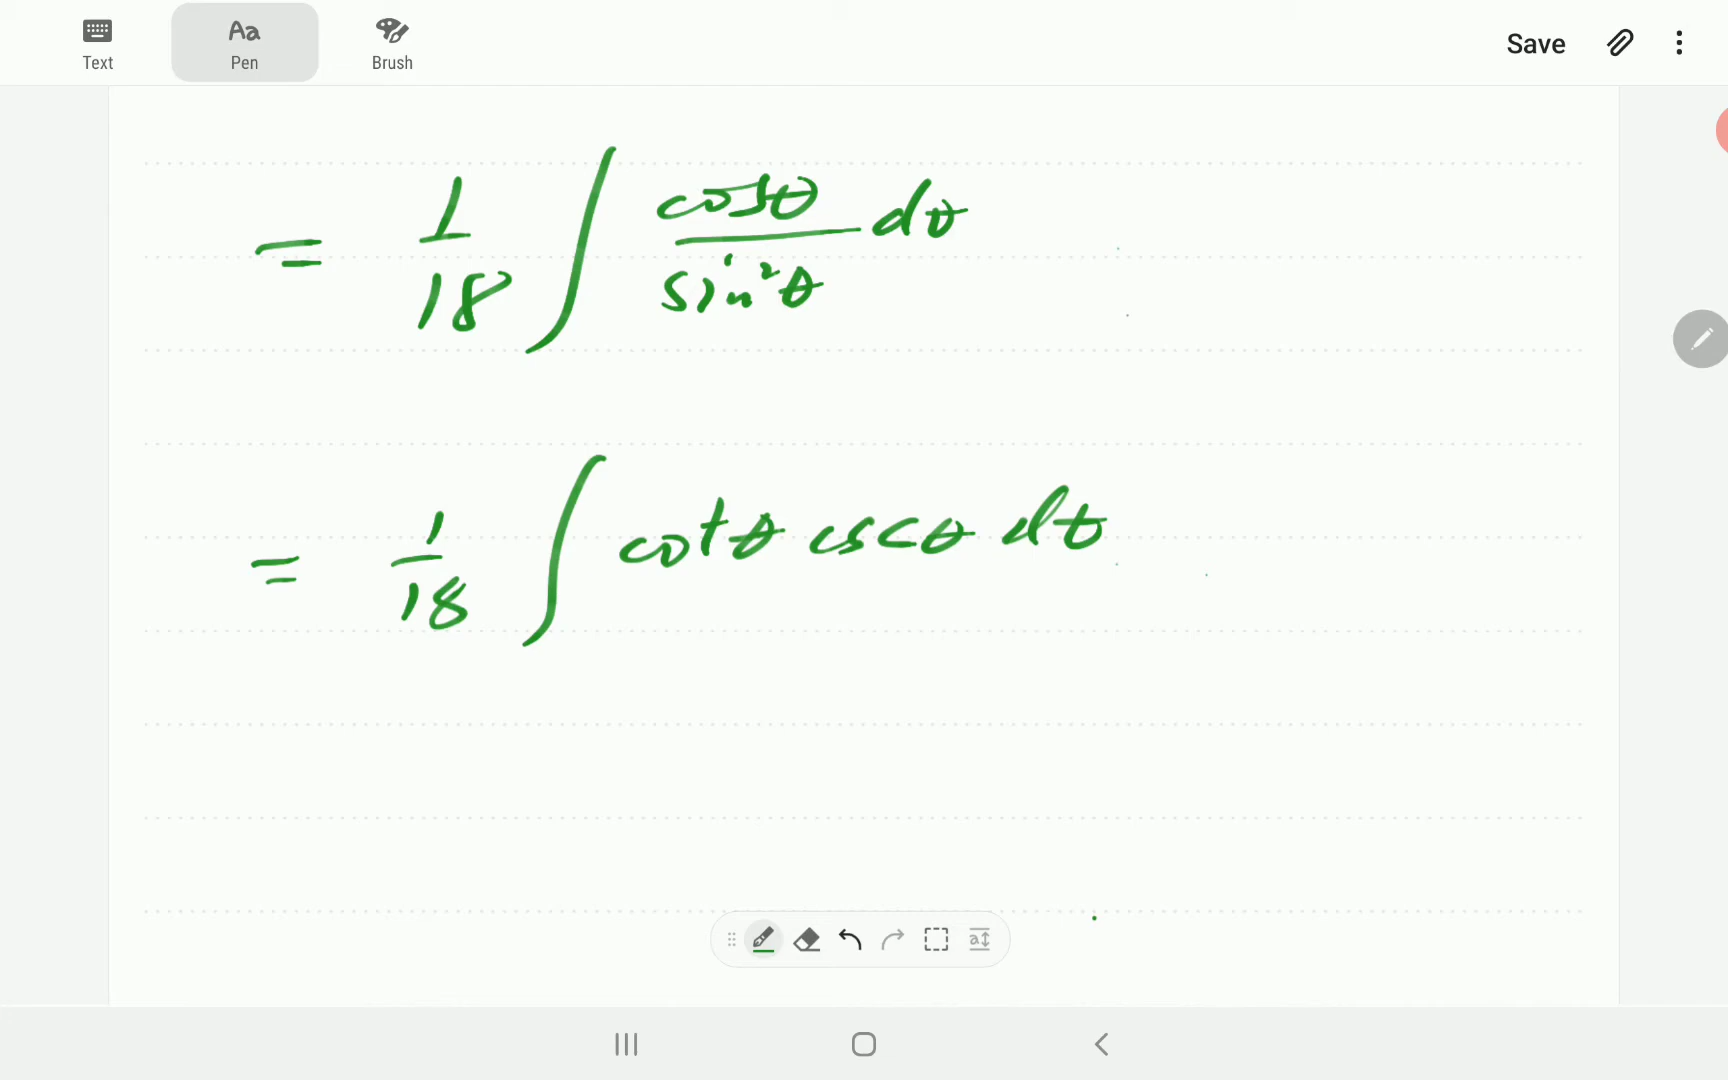 Text Pen Brush Save
= 1/18 ∫ cosθ/sin²θ dθ
= 1/18 ∫ cotθ cscθ dθ